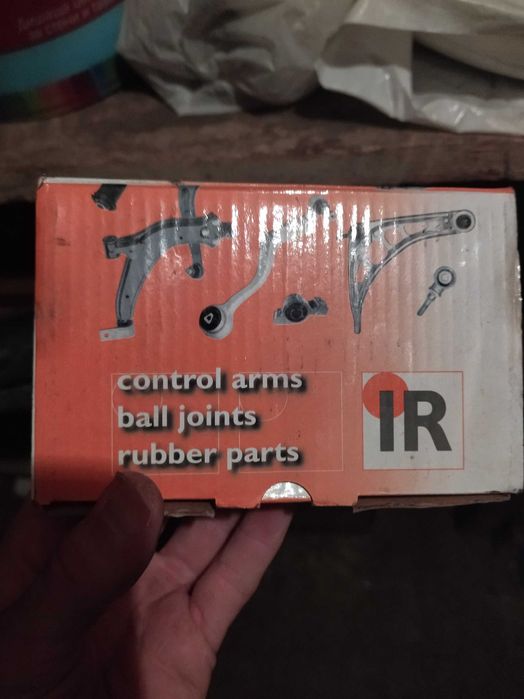 control arms
ball joints
rubber parts
IR